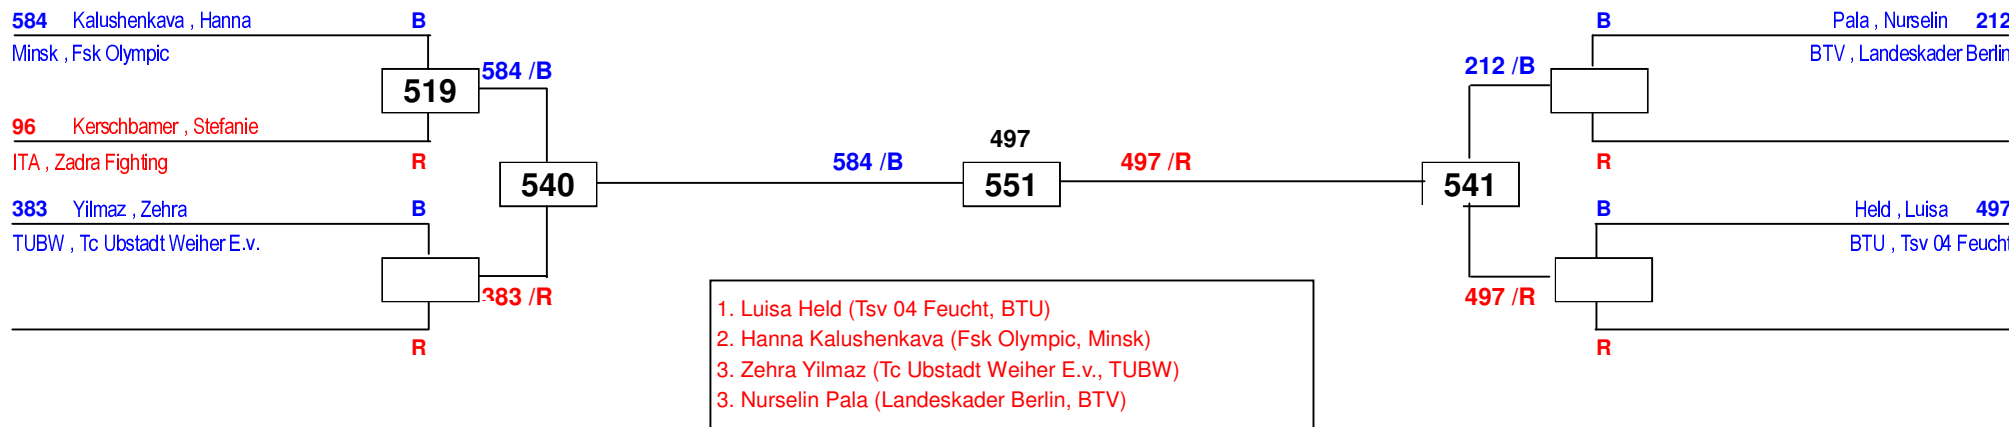 584 Kalushenkava , Hanna B
Minsk , Fsk Olympic
519
584 /B
96 Kerschbamer , Stefanie
ITA , Zadra Fighting R
540
383 Yilmaz , Zehra B
TUBW , Tc Ubstadt Weiher E.v.
383 /R
R
584 /B
497
551
497 /R
B Pala , Nurselin 212
BTV , Landeskader Berlin
212 /B
R
541
B Held , Luisa 497
BTU , Tsv 04 Feucht
497 /R
R
1. Luisa Held (Tsv 04 Feucht, BTU)
2. Hanna Kalushenkava (Fsk Olympic, Minsk)
3. Zehra Yilmaz (Tc Ubstadt Weiher E.v., TUBW)
3. Nurselin Pala (Landeskader Berlin, BTV)